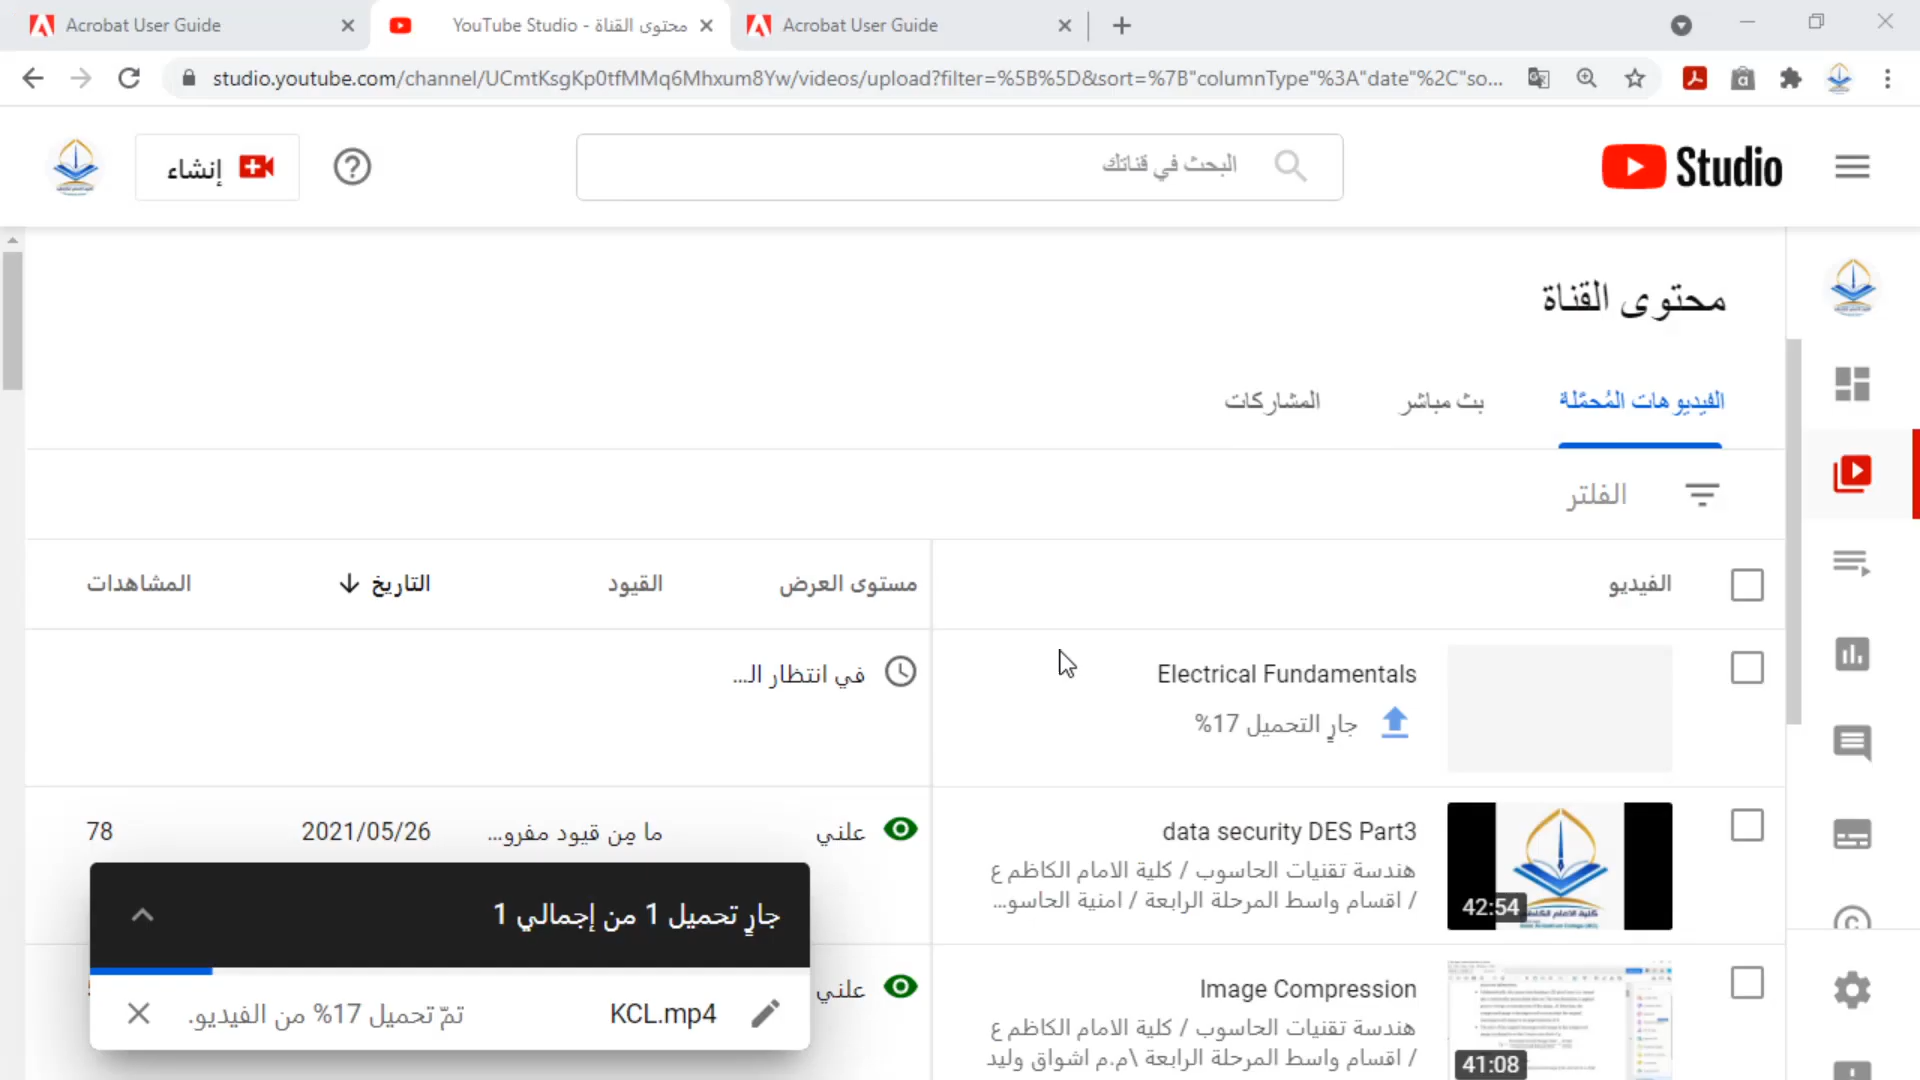 Acrobat User Guide
YouTube Studio - محتوى القناة
Acrobat User Guide
studio.youtube.com/channel/UCmtKsgKp0tfMMq6Mhxum8Yw/videos/upload?filter=%5B%5D&sort=%7B"columnType"%3A"date"%2C"so...
Studio
البحث في قناتك
إنشاء
محتوى القناة
الفيديوهات المُحمَّلة
بث مباشر
المشاركات
الفلتر
الفيديو
مستوى العرض
القيود
التاريخ
المشاهدات
Electrical Fundamentals
جارٍ التحميل 17%
في انتظار الـ...
data security DES Part3
هندسة تقنيات الحاسوب / كلية الامام الكاظم ع
/ اقسام واسط المرحلة الرابعة / امنية الحاسو...
42:54
علني
ما مِن قيود مفرو...
2021/05/26
78
Image Compression
هندسة تقنيات الحاسوب / كلية الامام الكاظم ع
/ اقسام واسط المرحلة الرابعة \م.م اشواق وليد
41:08
علني
جارٍ تحميل 1 من إجمالي 1
KCL.mp4
تمّ تحميل 17% من الفيديو.